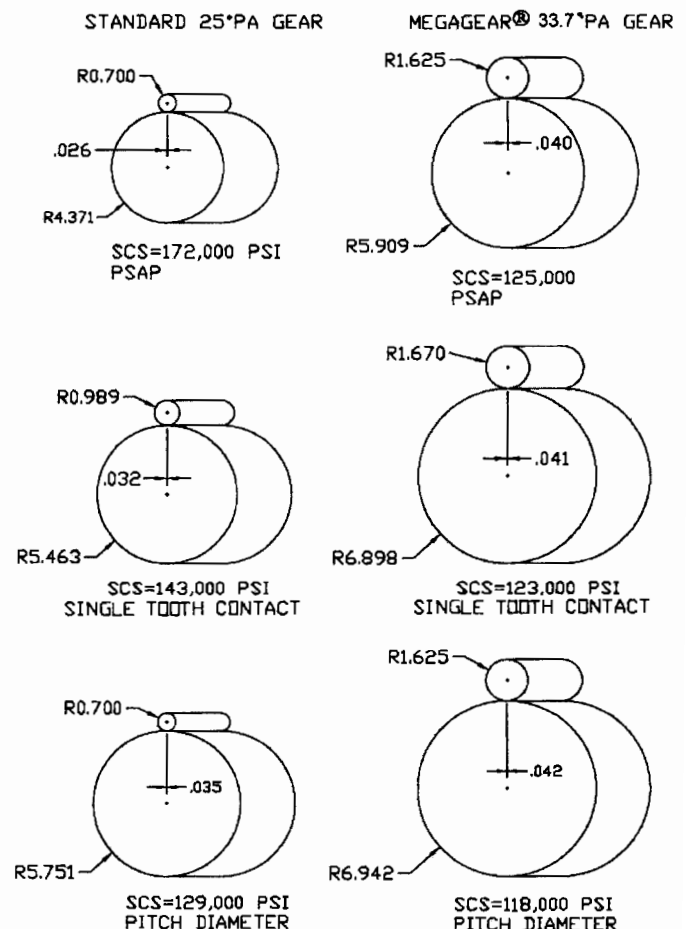 STANDARD 25°PA GEAR
MEGAGEAR® 33.7°PA GEAR
R0.700
.026
R4.371
SCS=172,000 PSI
PSAP
R1.625
.040
R5.909
SCS=125,000
PSAP
R0.989
.032
R5.463
SCS=143,000 PSI
SINGLE TOOTH CONTACT
R1.670
.041
R6.898
SCS=123,000 PSI
SINGLE TOOTH CONTACT
R0.700
.035
R5.751
SCS=129,000 PSI
PITCH DIAMETER
R1.625
.042
R6.942
SCS=118,000 PSI
PITCH DIAMETER